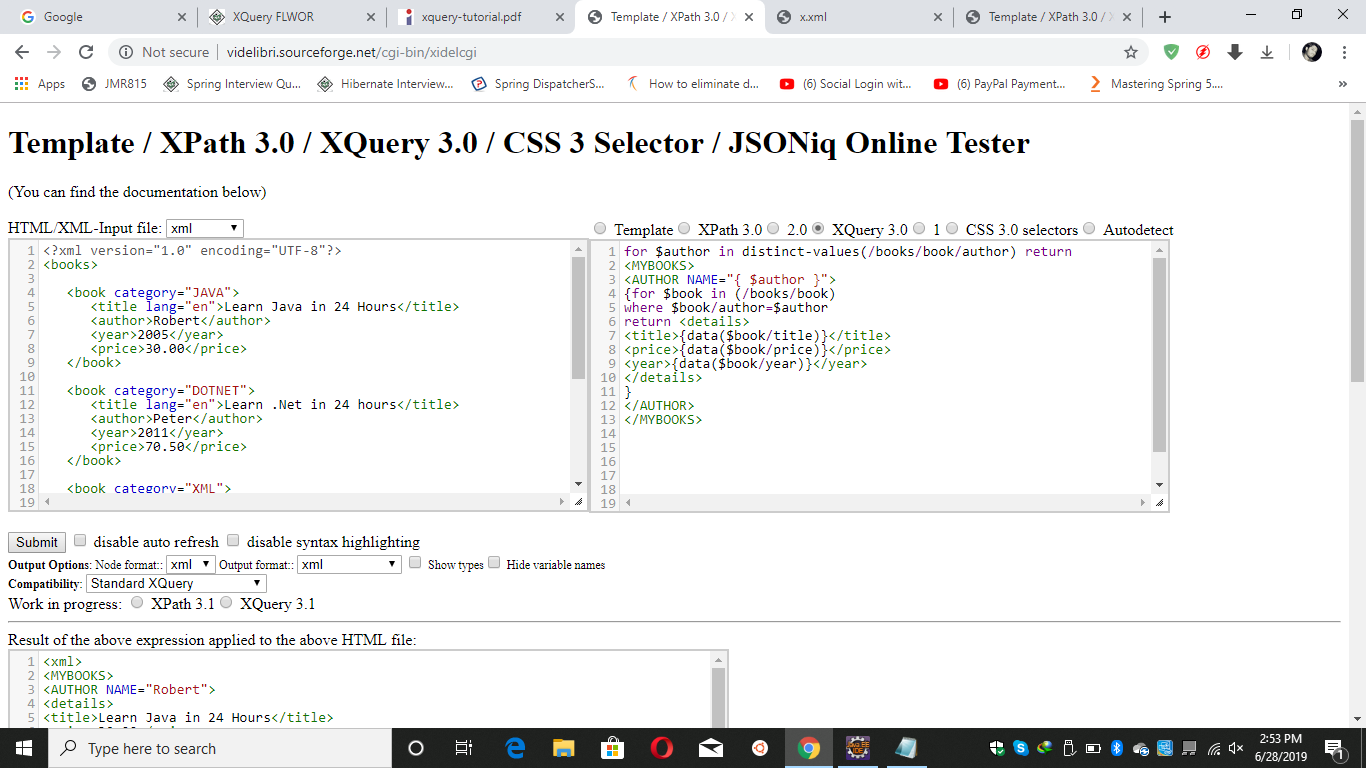 Google
XQuery FLWOR
xquery-tutorial.pdf
Template / XPath 3.0 /
x.xml
Template / XPath 3.0 /
Not secure | videlibri.sourceforge.net/cgi-bin/xidelcgi
Apps
JMR815
Spring Interview Qu...
Hibernate Interview...
Spring DispatcherS...
How to eliminate d...
(6) Social Login wit...
(6) PayPal Payment...
Mastering Spring 5....
»
Template / XPath 3.0 / XQuery 3.0 / CSS 3 Selector / JSONiq Online Tester
(You can find the documentation below)
HTML/XML-Input file: xml
Template XPath 3.0 2.0 XQuery 3.0 1 CSS 3.0 selectors Autodetect
1 <?xml version="1.0" encoding="UTF-8"?>
2 <books>
3
4 <book category="JAVA">
5 <title lang="en">Learn Java in 24 Hours</title>
6 <author>Robert</author>
7 <year>2005</year>
8 <price>30.00</price>
9 </book>
10
11 <book category="DOTNET">
12 <title lang="en">Learn .Net in 24 hours</title>
13 <author>Peter</author>
14 <year>2011</year>
15 <price>70.50</price>
16 </book>
17
18 <book category="XML">
19
1 for $author in distinct-values(/books/book/author) return
2 <MYBOOKS>
3 <AUTHOR NAME="{ $author }">
4 {for $book in (/books/book)
5 where $book/author=$author
6 return <details>
7 <title>{data($book/title)}</title>
8 <price>{data($book/price)}</price>
9 <year>{data($book/year)}</year>
10 </details>
11 }
12 </AUTHOR>
13 </MYBOOKS>
14
15
16
17
18
19
Submit disable auto refresh disable syntax highlighting
Output Options: Node format:: xml Output format:: xml Show types Hide variable names
Compatibility: Standard XQuery
Work in progress: XPath 3.1 XQuery 3.1
Result of the above expression applied to the above HTML file:
1 <xml>
2 <MYBOOKS>
3 <AUTHOR NAME="Robert">
4 <details>
5 <title>Learn Java in 24 Hours</title>
Type here to search
2:53 PM
6/28/2019
1